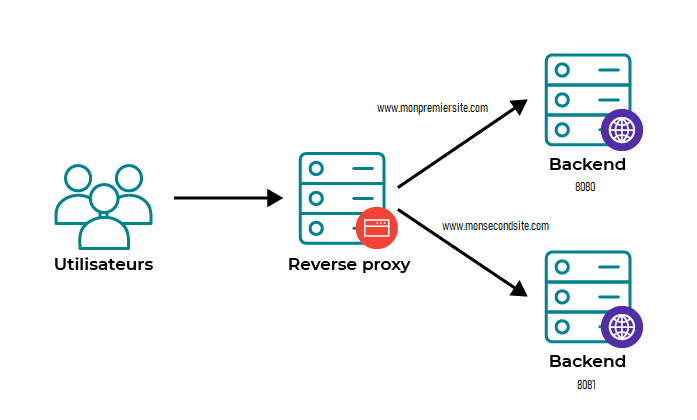 www.monpremiersite.com
Backend
8080
www.monsecondsite.com
Utilisateurs
Reverse proxy
Backend
8081